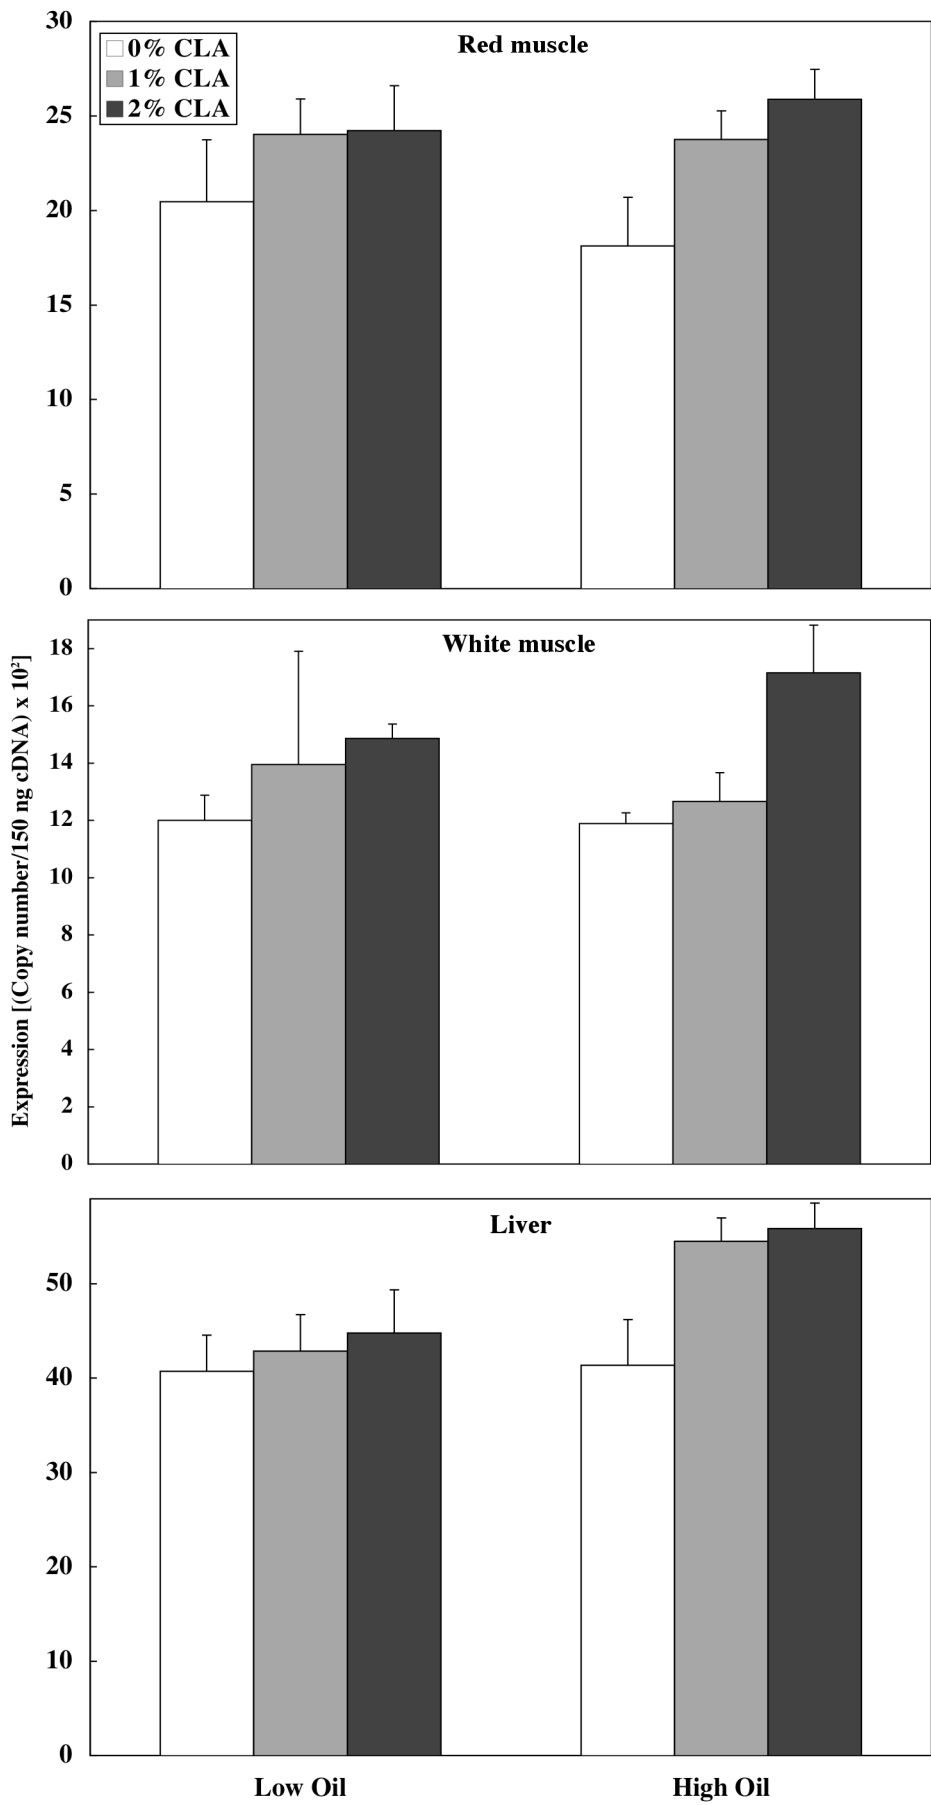 Red muscle
0% CLA
1% CLA
2% CLA
30
25
20
15
10
5
0
White muscle
18
16
14
12
10
8
6
4
2
0
Expression [(Copy number/150 ng cDNA) x 10²]
Liver
50
40
30
20
10
0
Low Oil High Oil